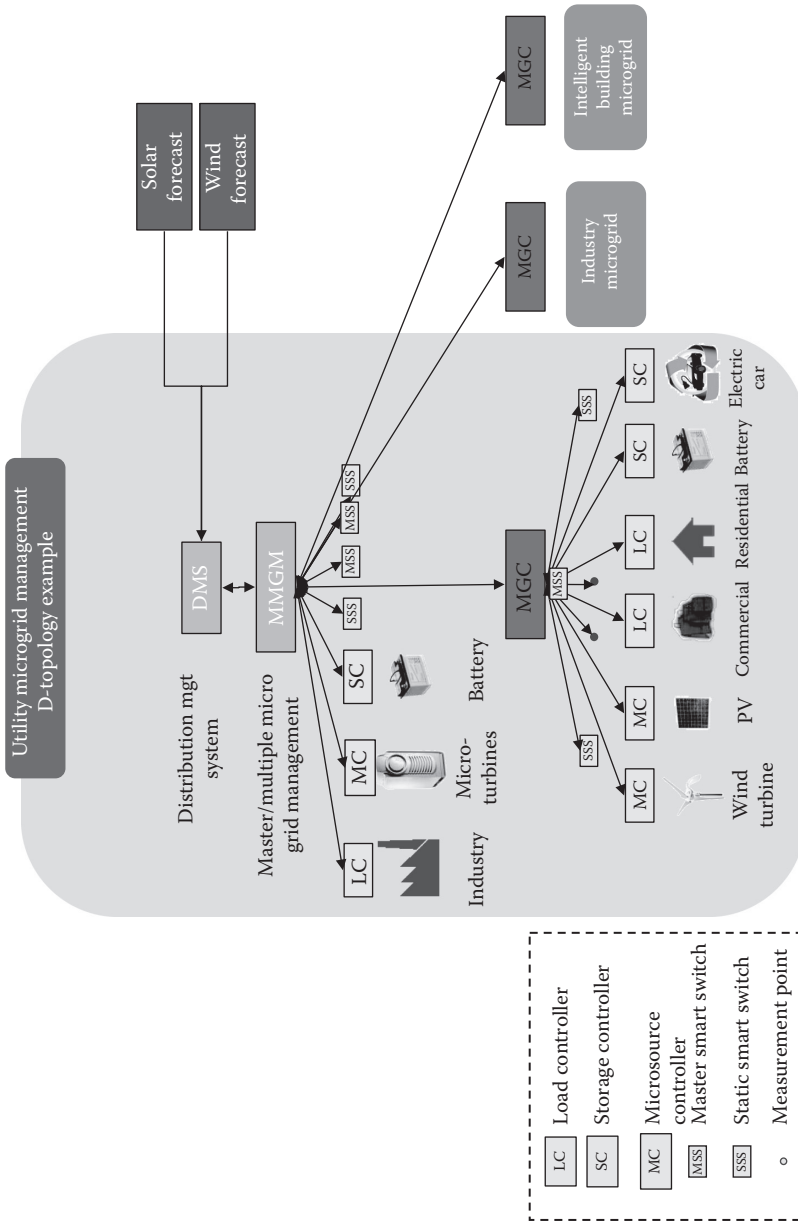 Utility microgrid management
D-topology example
Solar
forecast
Wind
forecast
DMS
Distribution mgt
system
MMGM
Master/multiple micro
grid management
LC
MC
SC
SSS
MSS
MSS
SSS
Industry
Micro-
turbines
Battery
MGC
MGC
MGC
Industry
microgrid
Intelligent
building
microgrid
MSS
SSS
SSS
MC
MC
LC
LC
SC
SC
Wind
turbine
PV
Commercial
Residential
Battery
Electric
car
LC
Load controller
SC
Storage controller
MC
Microsource
controller
MSS
Master smart switch
SSS
Static smart switch
Measurement point